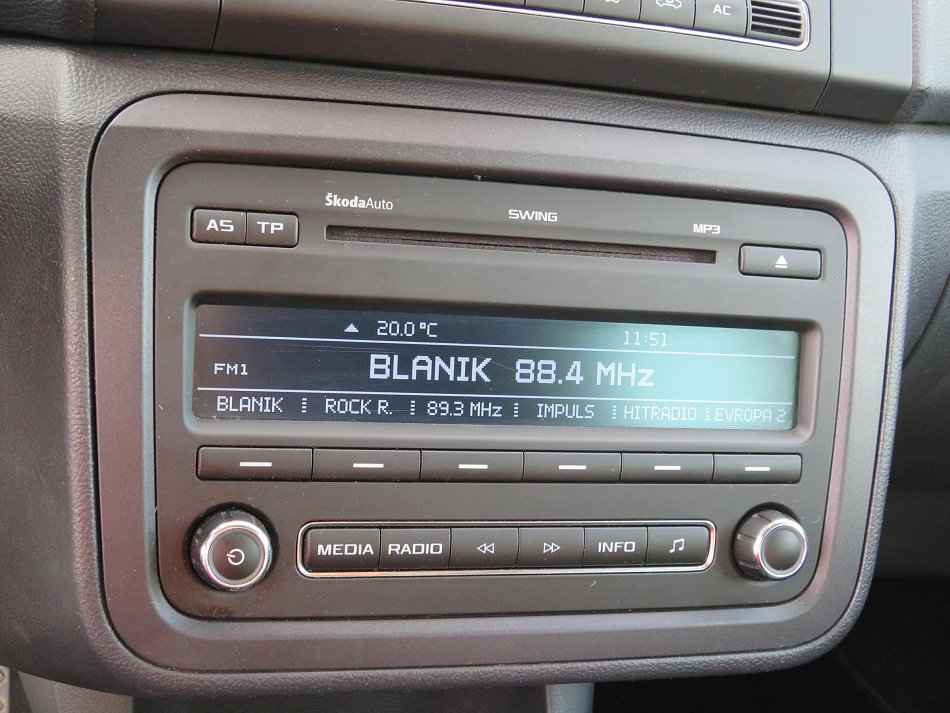 AC
ŠkodaAuto
SWING
MP3
AS TP
20.0 °C 11:51
FM1 BLANIK 88.4 MHz
BLANIK ROCK R. 89.3 MHz IMPULS HITRADIO EVROPA 2
MEDIA RADIO INFO